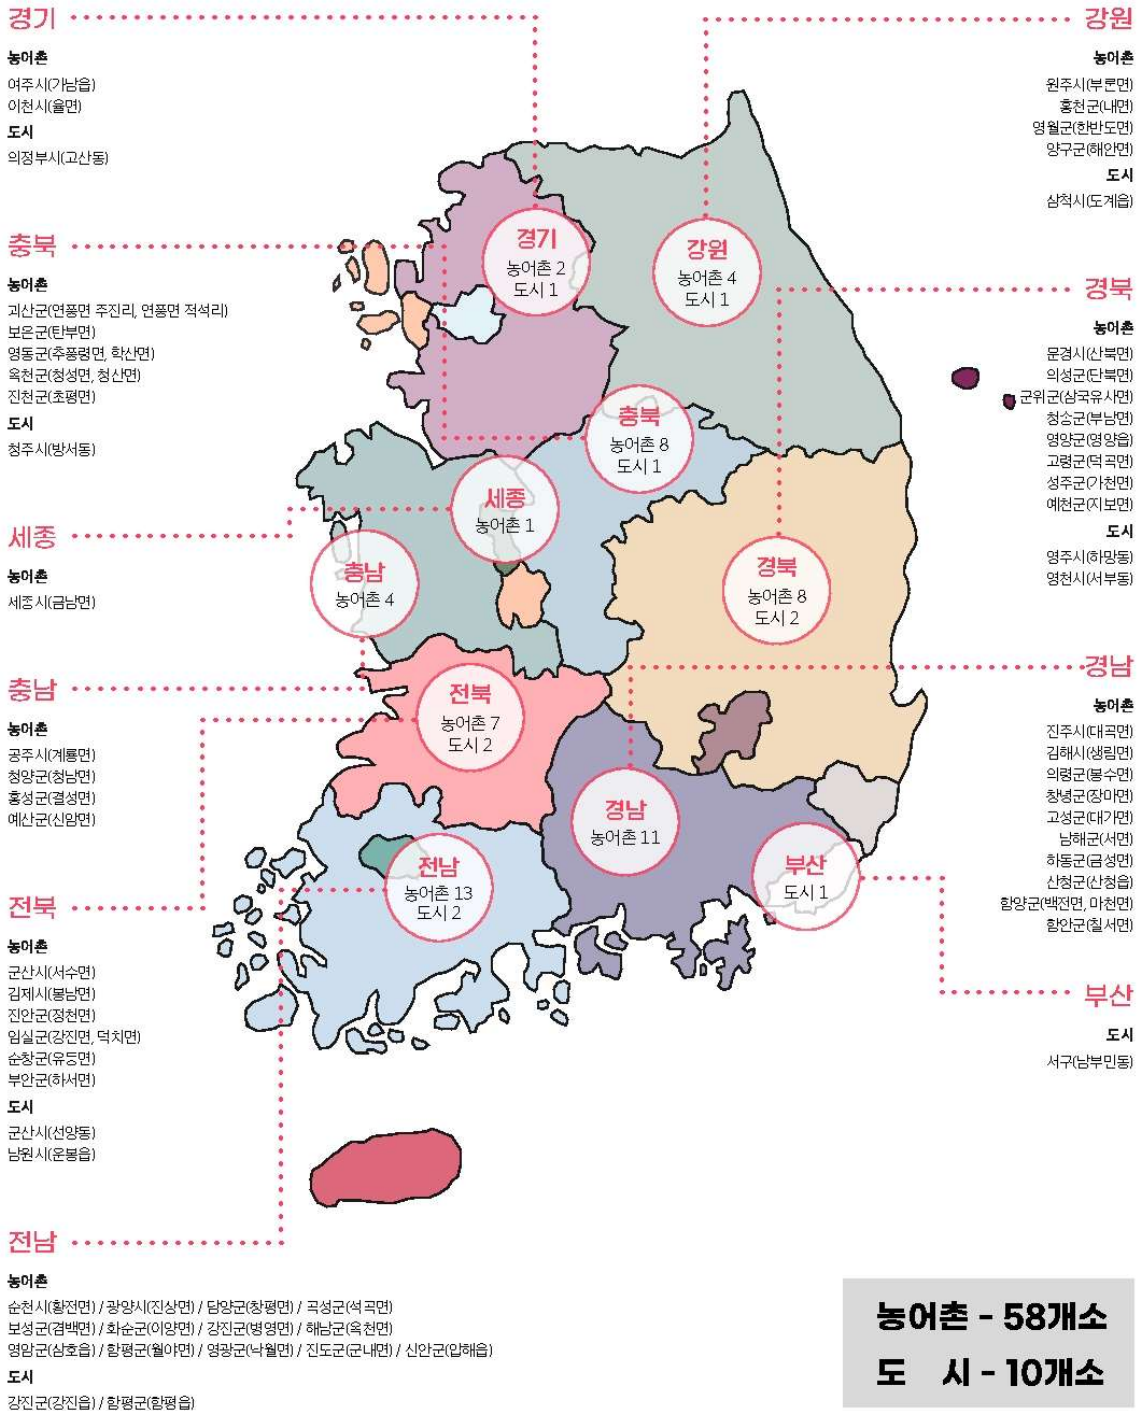 경기
농어촌
여주시(가남읍)
이천시(율면)
도시
의정부시(고산동)
강원
농어촌
원주시(부론면)
홍천군(내면)
영월군(한반도면)
양구군(해안면)
도시
삼척시(도계읍)
충북
농어촌
괴산군(연풍면 주진리, 연풍면 적석리)
보은군(탄부면)
영동군(추풍령면, 학산면)
옥천군(청성면, 청산면)
진천군(초평면)
도시
청주시(방서동)
경북
농어촌
문경시(산북면)
의성군(단북면)
군위군(삼국유사면)
청송군(부남면)
영양군(영양읍)
고령군(덕곡면)
성주군(가천면)
예천군(지보면)
도시
영주시(하망동)
영천시(서부동)
세종
농어촌
세종시(금남면)
충남
농어촌
공주시(계룡면)
청양군(청남면)
홍성군(결성면)
예산군(신암면)
경남
농어촌
진주시(대곡면)
김해시(생림면)
의령군(봉수면)
창녕군(장마면)
고성군(대가면)
남해군(서면)
하동군(금성면)
산청군(산청읍)
함양군(백전면, 마천면)
함안군(칠서면)
전북
농어촌
군산시(서수면)
김제시(봉남면)
진안군(정천면)
임실군(강진면, 덕치면)
순창군(유등면)
부안군(하서면)
도시
군산시(선양동)
남원시(운봉읍)
부산
도시
서구(남부민동)
경기
농어촌 2
도시 1
강원
농어촌 4
도시 1
충북
농어촌 8
도시 1
세종
농어촌 1
충남
농어촌 4
경북
농어촌 8
도시 2
전북
농어촌 7
도시 2
경남
농어촌 11
전남
농어촌 13
도시 2
부산
도시 1
전남
농어촌
순천시(황전면) / 광양시(진상면) / 담양군(창평면) / 곡성군(석곡면)
보성군(겸백면) / 화순군(이양면) / 강진군(병영면) / 해남군(옥천면)
영암군(삼호읍) / 함평군(월야면) / 영광군(낙월면) / 진도군(군내면) / 신안군(압해읍)
도시
강진군(강진읍) / 함평군(함평읍)
농어촌 - 58개소
도 시 - 10개소